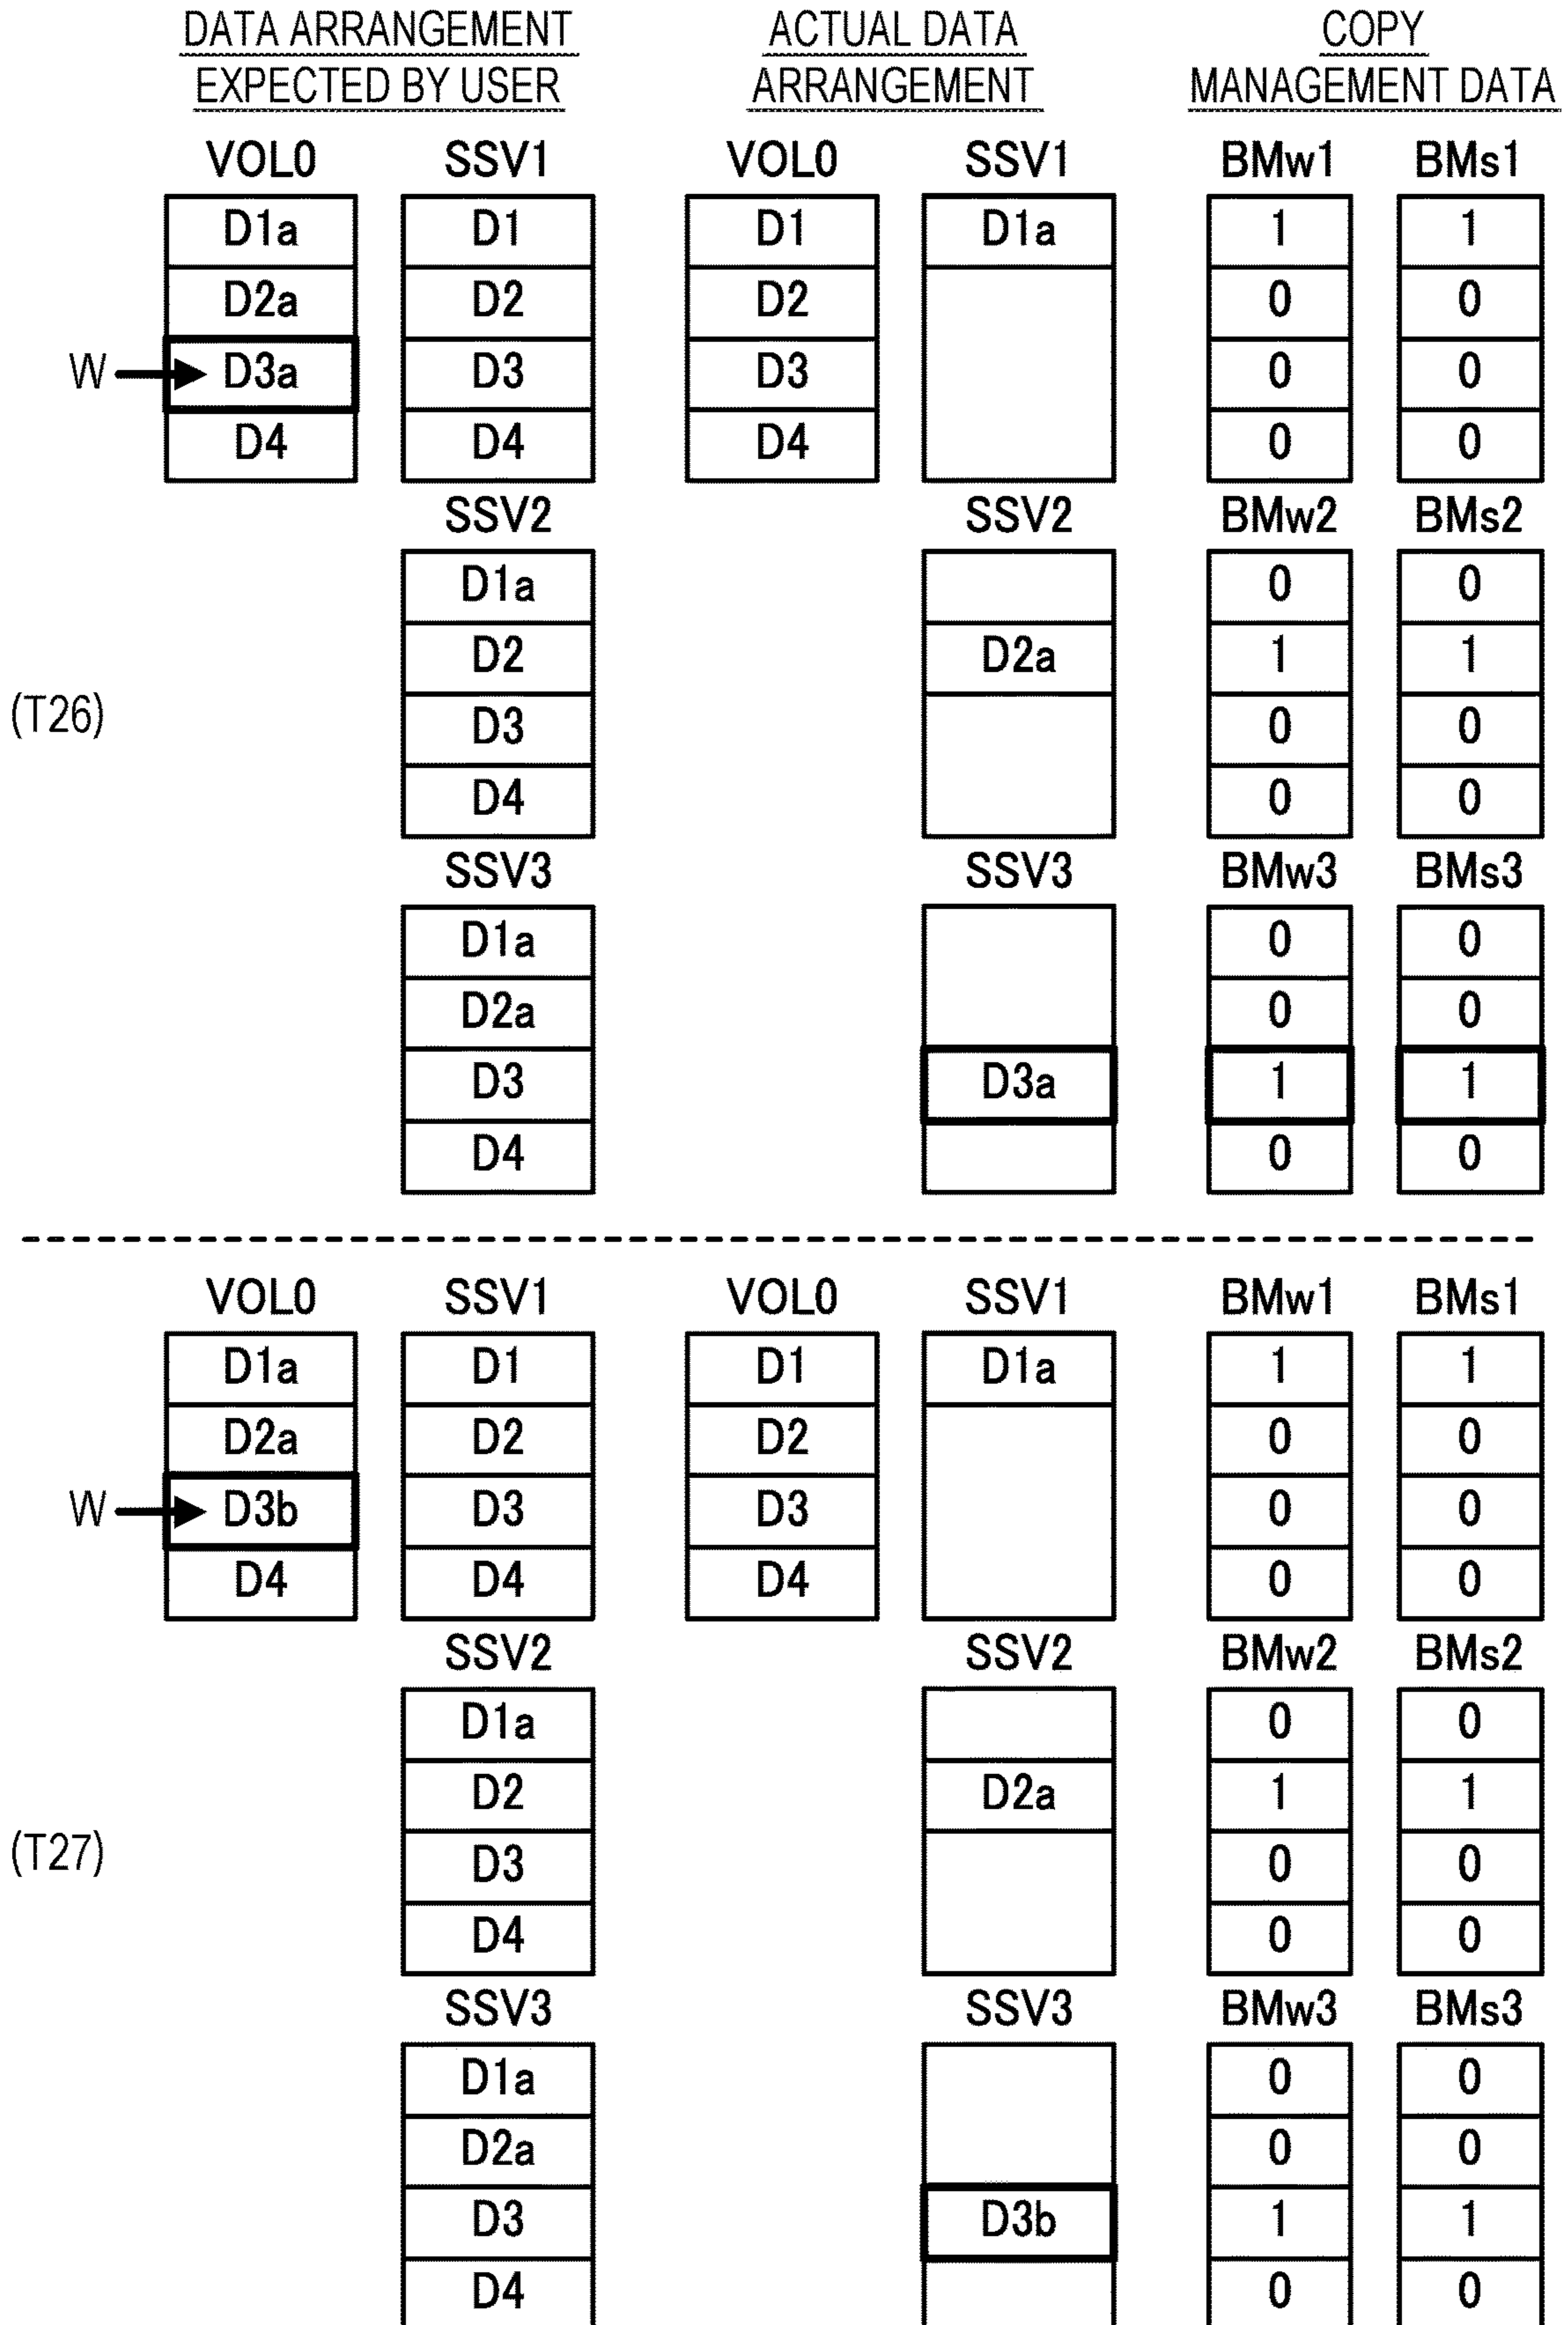 DATA ARRANGEMENT EXPECTED BY USER ACTUAL DATA ARRANGEMENT COPY MANAGEMENT DATA
VOL0 SSV1 VOL0 SSV1 BMw1 BMs1
D1a D1 D1 D1a 1 1
D2a D2 D2 0 0
W D3a D3 D3 0 0
D4 D4 D4 0 0
SSV2 SSV2 BMw2 BMs2
D1a 0 0
D2 D2a 1 1
(T26)
D3 0 0
D4 0 0
SSV3 SSV3 BMw3 BMs3
D1a 0 0
D2a 0 0
D3 D3a 1 1
D4 0 0
VOL0 SSV1 VOL0 SSV1 BMw1 BMs1
D1a D1 D1 D1a 1 1
D2a D2 D2 0 0
W D3b D3 D3 0 0
D4 D4 D4 0 0
SSV2 SSV2 BMw2 BMs2
D1a 0 0
D2 D2a 1 1
(T27)
D3 0 0
D4 0 0
SSV3 SSV3 BMw3 BMs3
D1a 0 0
D2a 0 0
D3 D3b 1 1
D4 0 0